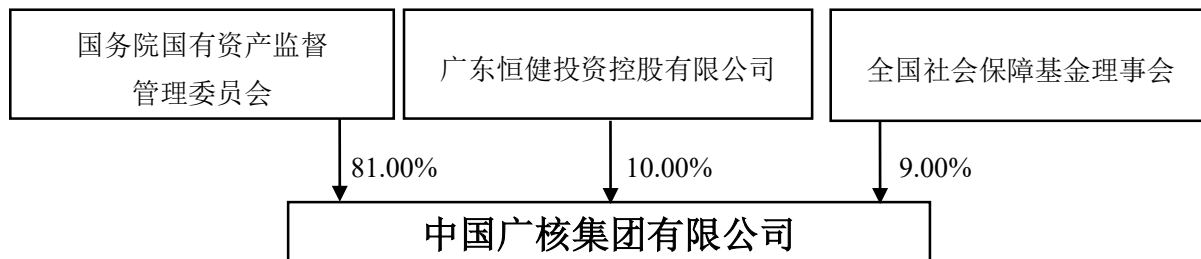 国务院国有资产监督
管理委员会
广东恒健投资控股有限公司
全国社会保障基金理事会
81.00%
10.00%
9.00%
中国广核集团有限公司